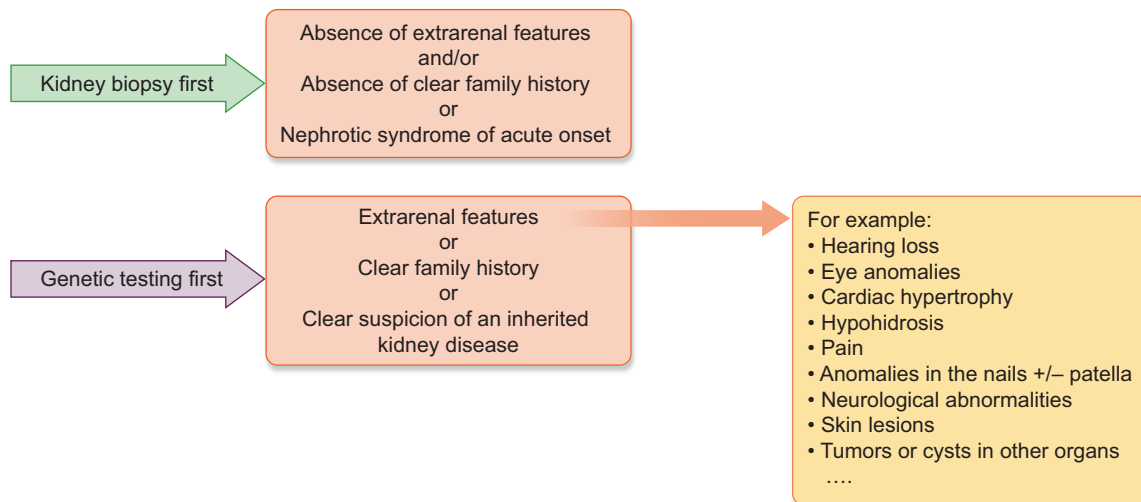 Kidney biopsy first
Absence of extrarenal features
and/or
Absence of clear family history
or
Nephrotic syndrome of acute onset
Genetic testing first
Extrarenal features
or
Clear family history
or
Clear suspicion of an inherited
kidney disease
For example:
• Hearing loss
• Eye anomalies
• Cardiac hypertrophy
• Hypohidrosis
• Pain
• Anomalies in the nails +/– patella
• Neurological abnormalities
• Skin lesions
• Tumors or cysts in other organs
....